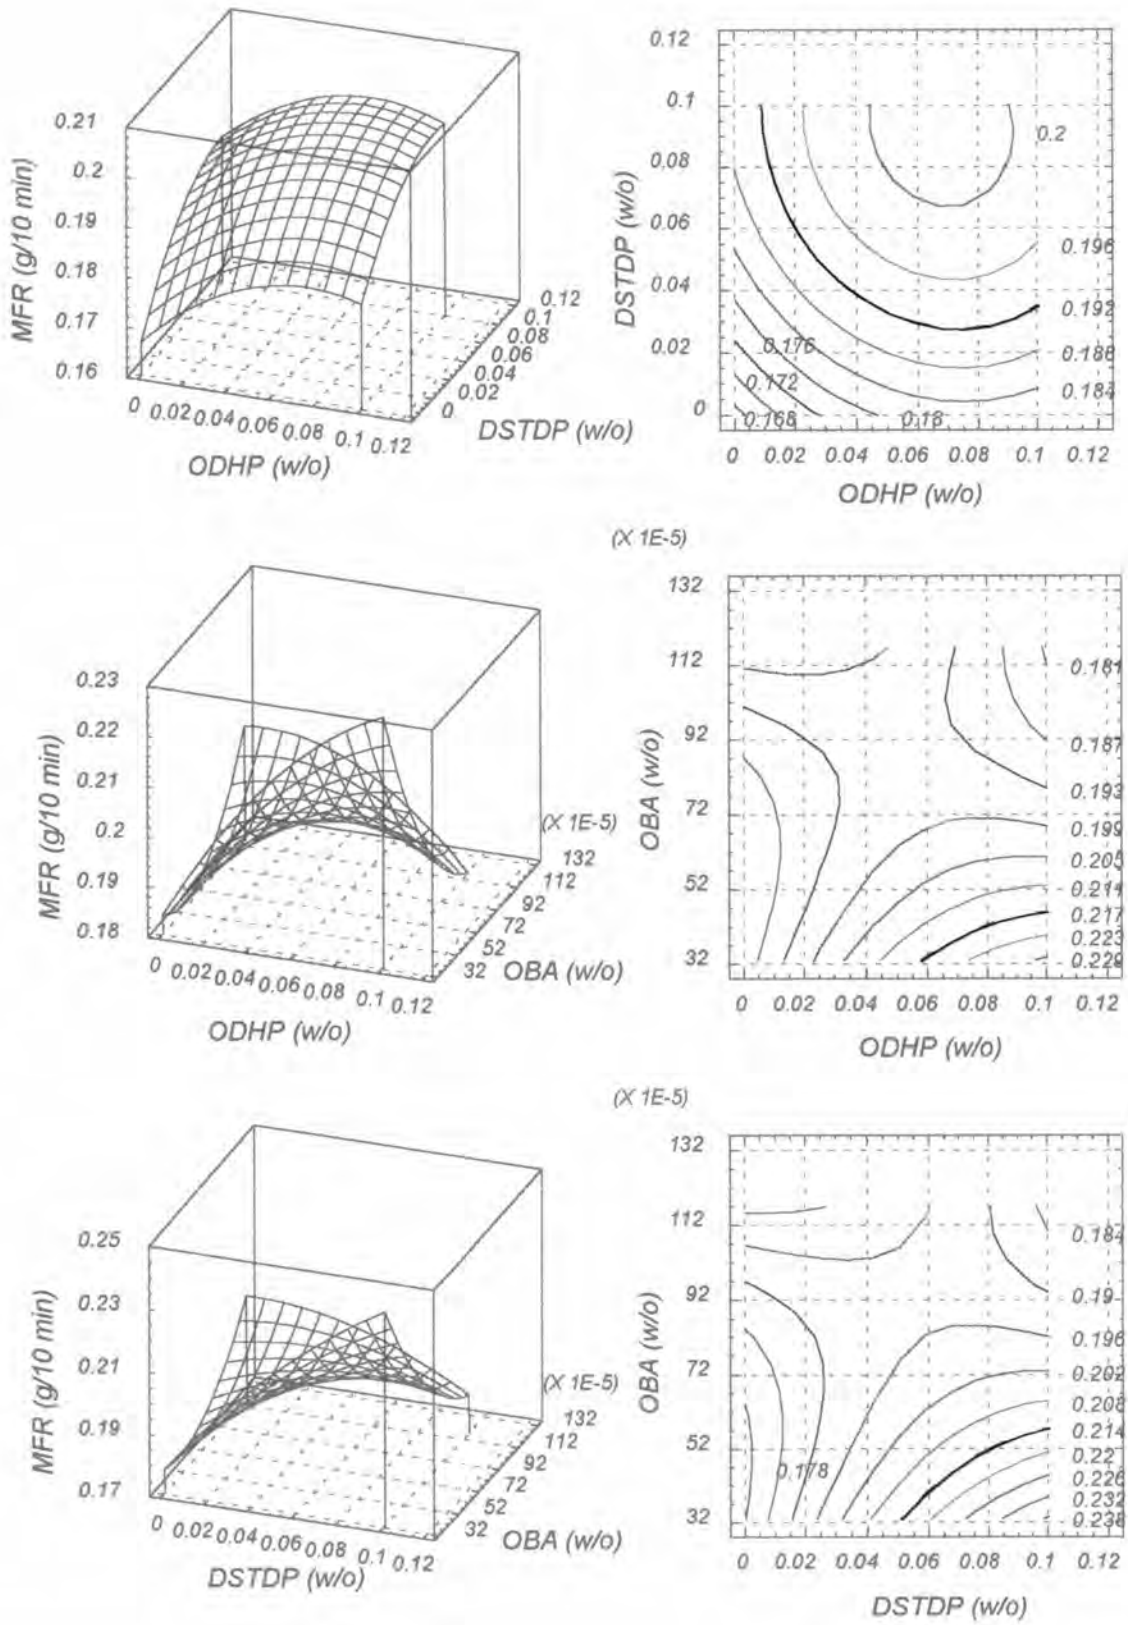 0.21
0.2
0.19
0.18
0.17
0.16
MFR (g/10 min)
0 0.02 0.04 0.06 0.08 0.1 0.12
ODHP (w/o)
0 0.02 0.04 0.06 0.08 0.1 0.12
DSTDP (w/o)
0.12
0.1
0.08
0.06
0.04
0.02
0
DSTDP (w/o)
0.2
0.196
0.192
0.188
0.184
0.176
0.172
0.168
0.18
0 0.02 0.04 0.06 0.08 0.1 0.12
ODHP (w/o)
0.23
0.22
0.21
0.2
0.19
0.18
MFR (g/10 min)
0 0.02 0.04 0.06 0.08 0.1 0.12
ODHP (w/o)
(X 1E-5)
132
112
92
72
52
32
OBA (w/o)
(X 1E-5)
132
112
92
72
52
32
OBA (w/o)
0.181
0.187
0.193
0.199
0.205
0.211
0.217
0.223
0.229
0 0.02 0.04 0.06 0.08 0.1 0.12
ODHP (w/o)
0.25
0.23
0.21
0.19
0.17
MFR (g/10 min)
0 0.02 0.04 0.06 0.08 0.1 0.12
DSTDP (w/o)
(X 1E-5)
132
112
92
72
52
32
OBA (w/o)
(X 1E-5)
132
112
92
72
52
32
OBA (w/o)
0.184
0.19
0.196
0.202
0.208
0.214
0.22
0.226
0.232
0.238
0.178
0 0.02 0.04 0.06 0.08 0.1 0.12
DSTDP (w/o)